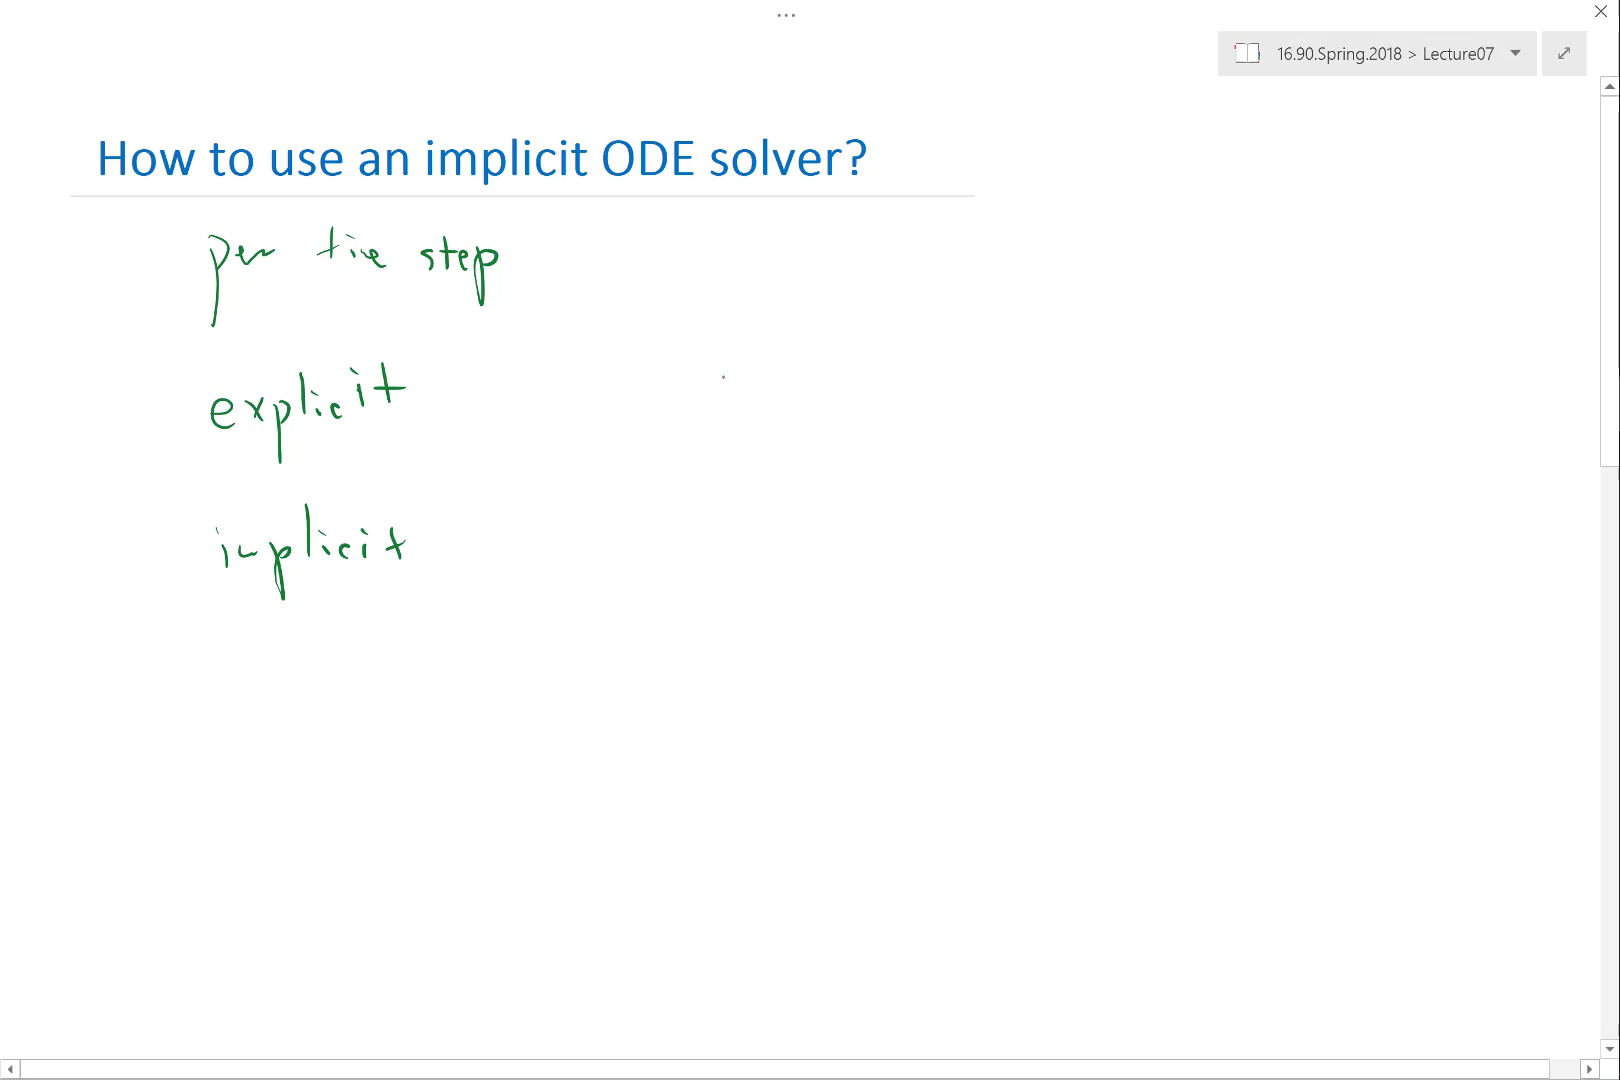 16.90.Spring.2018 > Lecture07
How to use an implicit ODE solver?
per time step
explicit
implicit